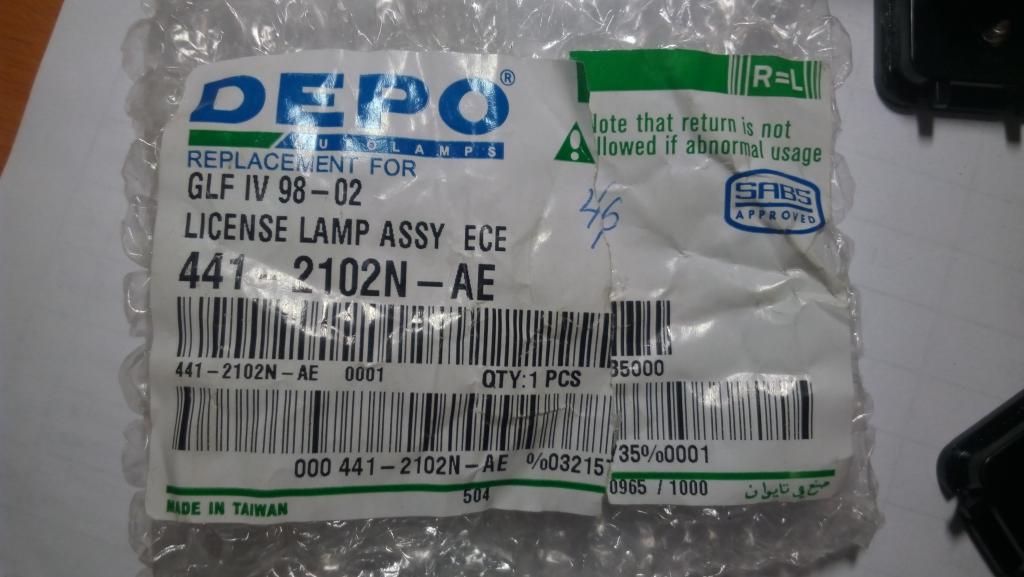 DEPO®
AUTOLAMPS
REPLACEMENT FOR
GLF IV 98-02
LICENSE LAMP ASSY ECE
441-2102N-AE
441-2102N-AE 0001
QTY:1 PCS
000 441-2102N-AE %03215
504
MADE IN TAIWAN
R=L
Note that return is not
allowed if abnormal usage
SABS
APPROVED
35000
/35%0001
0965 / 1000
صنع في تايوان